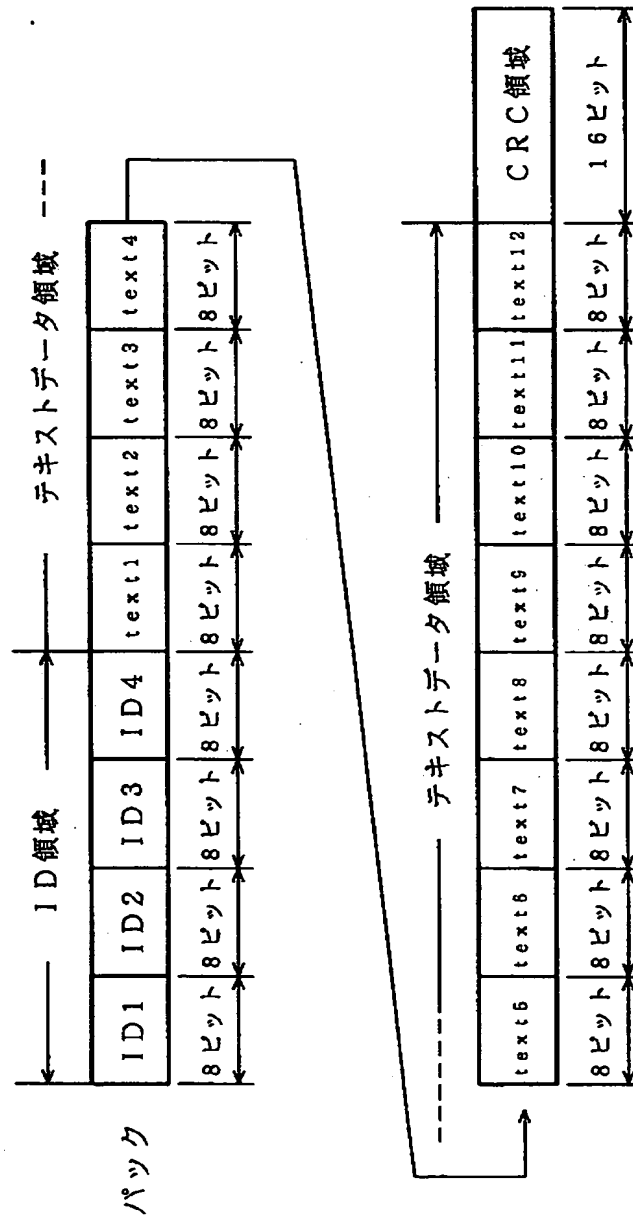 ID領域 テキストデータ領域
パック ID1 ID2 ID3 ID4 text1 text2 text3 text4
8ビット 8ビット 8ビット 8ビット 8ビット 8ビット 8ビット 8ビット
テキストデータ領域
text5 text6 text7 text8 text9 text10 text11 text12 CRC領域
8ビット 8ビット 8ビット 8ビット 8ビット 8ビット 8ビット 8ビット 16ビット